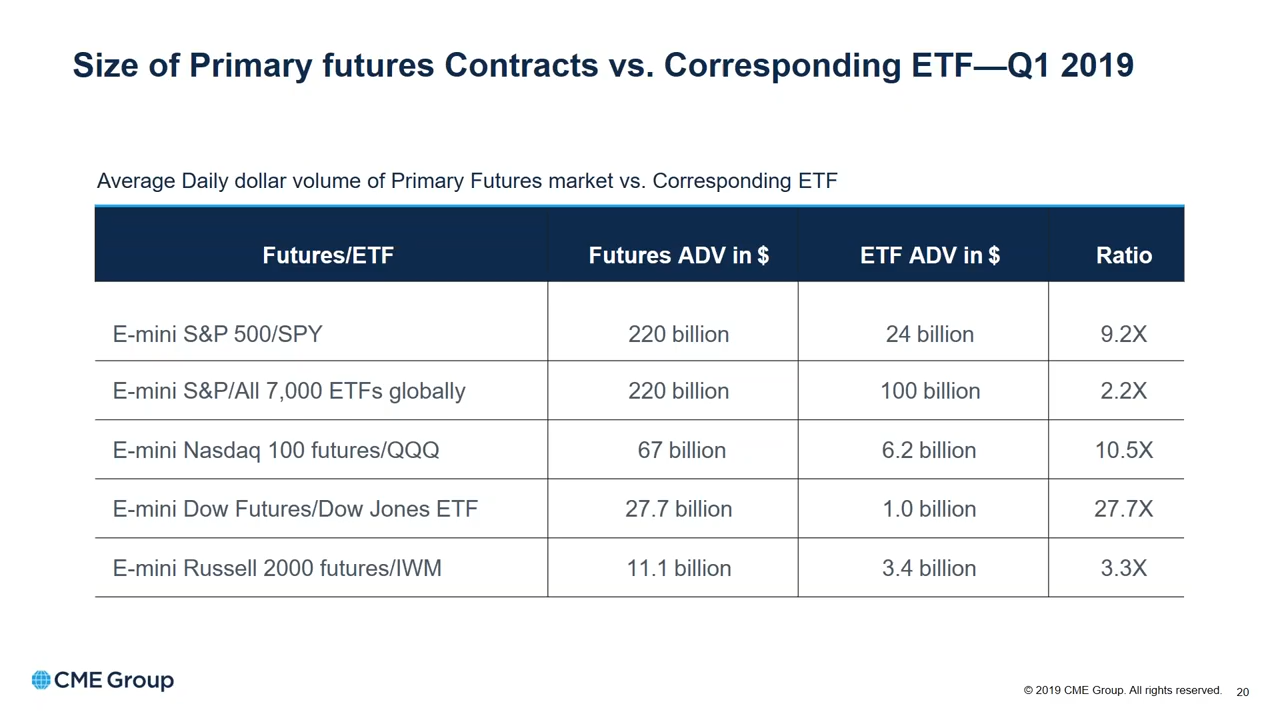 Size of Primary futures Contracts vs. Corresponding ETF—Q1 2019
Average Daily dollar volume of Primary Futures market vs. Corresponding ETF
Futures/ETF Futures ADV in $ ETF ADV in $ Ratio
E-mini S&P 500/SPY 220 billion 24 billion 9.2X
E-mini S&P/All 7,000 ETFs globally 220 billion 100 billion 2.2X
E-mini Nasdaq 100 futures/QQQ 67 billion 6.2 billion 10.5X
E-mini Dow Futures/Dow Jones ETF 27.7 billion 1.0 billion 27.7X
E-mini Russell 2000 futures/IWM 11.1 billion 3.4 billion 3.3X
CME Group
© 2019 CME Group. All rights reserved. 20